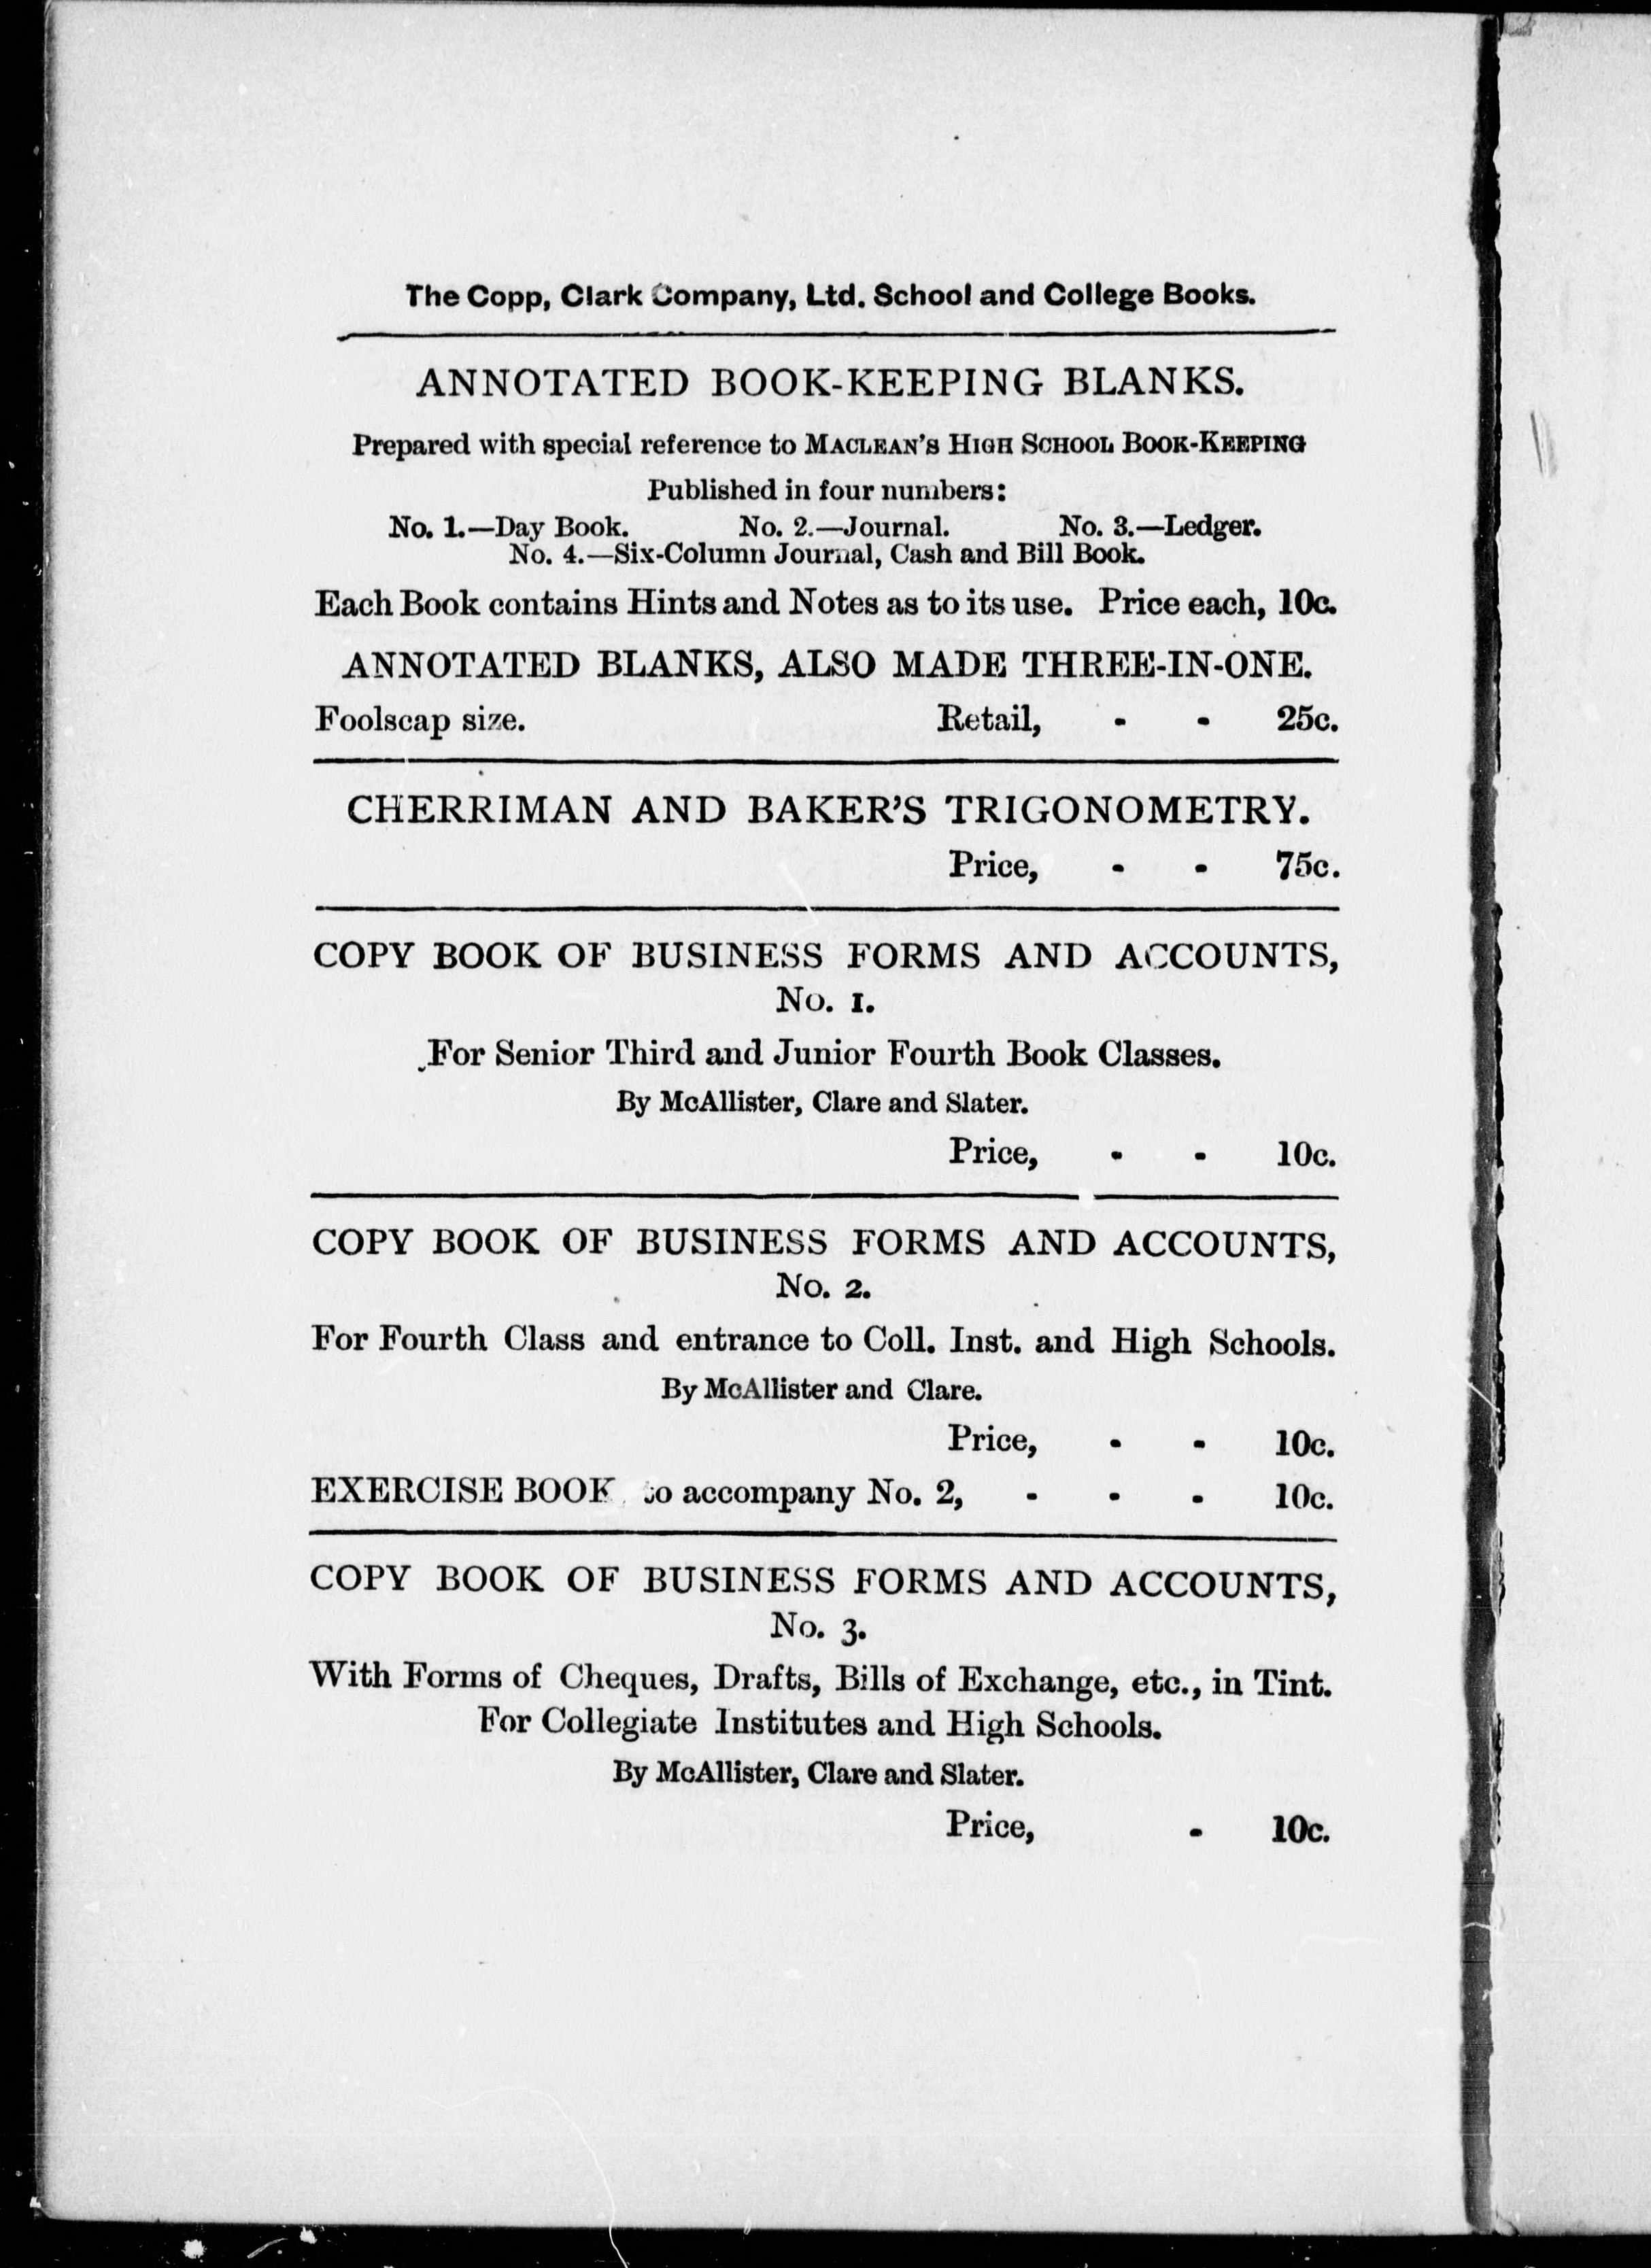 The Copp, Clark Company, Ltd. School and College Books.
ANNOTATED BOOK-KEEPING BLANKS.
Prepared with special reference to MACLEAN'S HIGH SCHOOL BOOK-KEEPING
Published in four numbers:
No. 1.—Day Book. No. 2.—Journal. No. 3.—Ledger.
No. 4.—Six-Column Journal, Cash and Bill Book.
Each Book contains Hints and Notes as to its use. Price each, 10c.
ANNOTATED BLANKS, ALSO MADE THREE-IN-ONE.
Foolscap size. Retail, - - 25c.
CHERRIMAN AND BAKER'S TRIGONOMETRY.
Price, - - 75c.
COPY BOOK OF BUSINESS FORMS AND ACCOUNTS,
No. 1.
For Senior Third and Junior Fourth Book Classes.
By McAllister, Clare and Slater.
Price, - - 10c.
COPY BOOK OF BUSINESS FORMS AND ACCOUNTS,
No. 2.
For Fourth Class and entrance to Coll. Inst. and High Schools.
By McAllister and Clare.
Price, - - 10c.
EXERCISE BOOK to accompany No. 2, - - - 10c.
COPY BOOK OF BUSINESS FORMS AND ACCOUNTS,
No. 3.
With Forms of Cheques, Drafts, Bills of Exchange, etc., in Tint.
For Collegiate Institutes and High Schools.
By McAllister, Clare and Slater.
Price, - 10c.